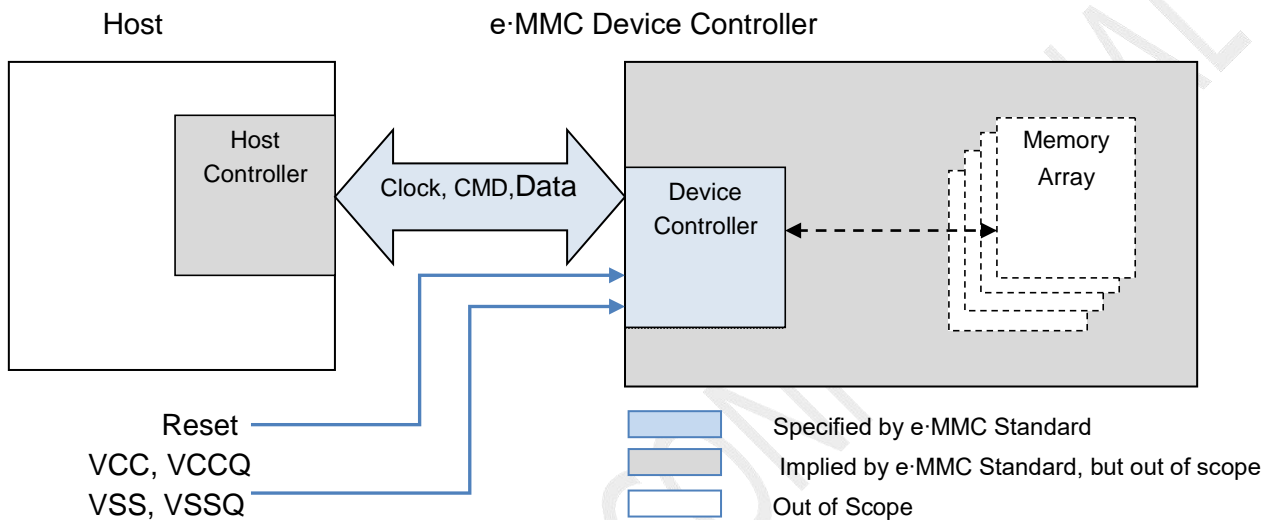 Host
e·MMC Device Controller
Host
Controller
Clock, CMD,Data
Device
Controller
Memory
Array
Reset
VCC, VCCQ
VSS, VSSQ
Specified by e·MMC Standard
Implied by e·MMC Standard, but out of scope
Out of Scope